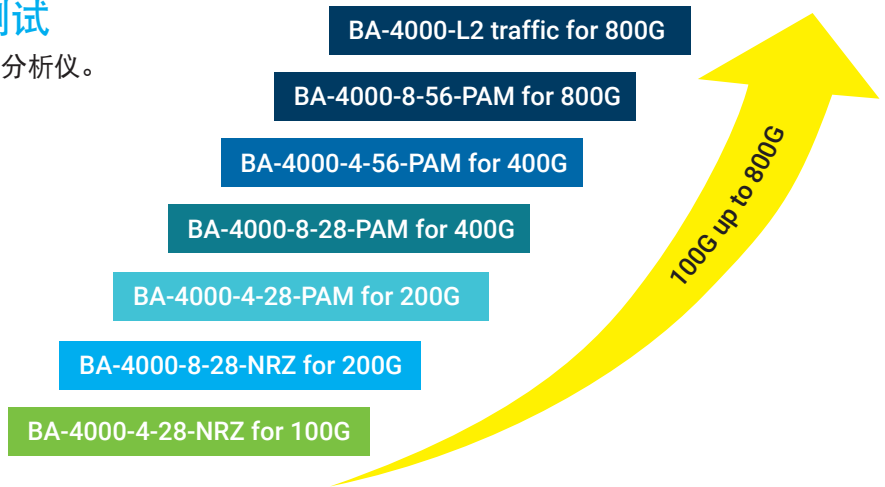 测试
分析仪。
BA-4000-L2 traffic for 800G
BA-4000-8-56-PAM for 800G
BA-4000-4-56-PAM for 400G
BA-4000-8-28-PAM for 400G
BA-4000-4-28-PAM for 200G
BA-4000-8-28-NRZ for 200G
BA-4000-4-28-NRZ for 100G
100G up to 800G